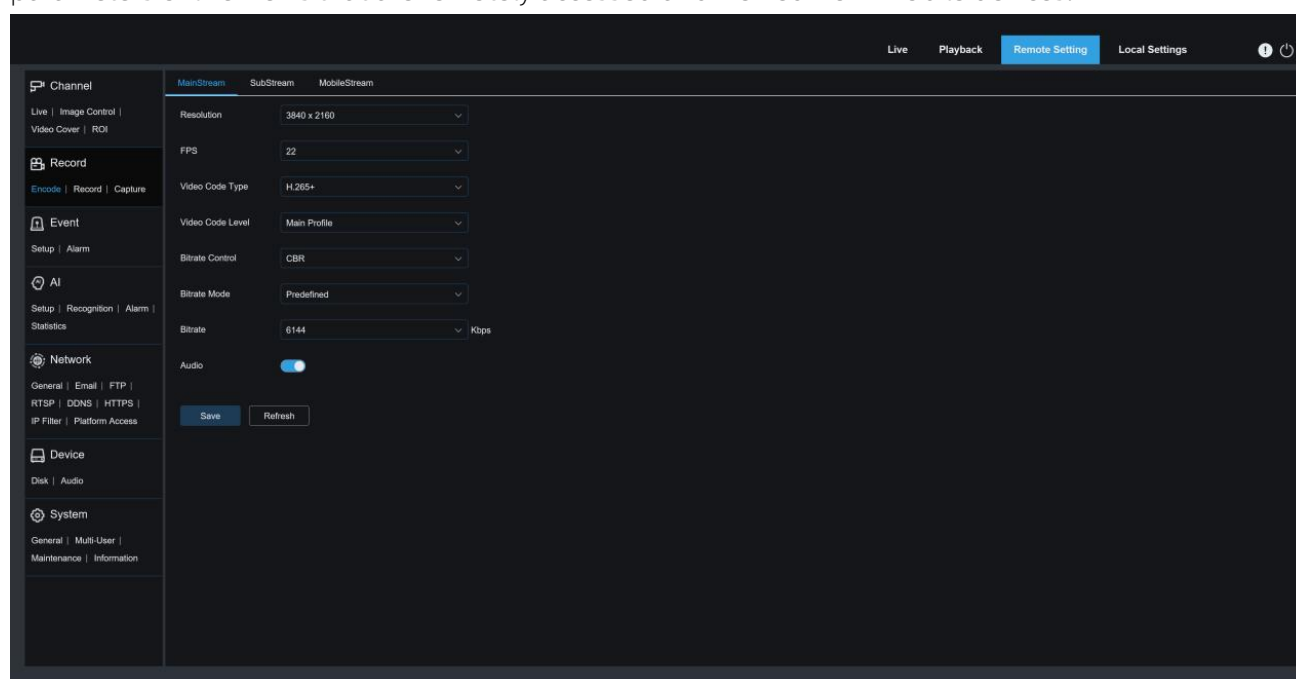 Live Playback Remote Setting Local Settings
Channel
Live | Image Control |
Video Cover | ROI
Record
Encode | Record | Capture
Event
Setup | Alarm
AI
Setup | Recognition | Alarm |
Statistics
Network
General | Email | FTP |
RTSP | DDNS | HTTPS |
IP Filter | Platform Access
Device
Disk | Audio
System
General | Multi-User |
Maintenance | Information
MainStream SubStream MobileStream
Resolution 3840 x 2160
FPS 22
Video Code Type H.265+
Video Code Level Main Profile
Bitrate Control CBR
Bitrate Mode Predefined
Bitrate 6144 Kbps
Audio
Save Refresh